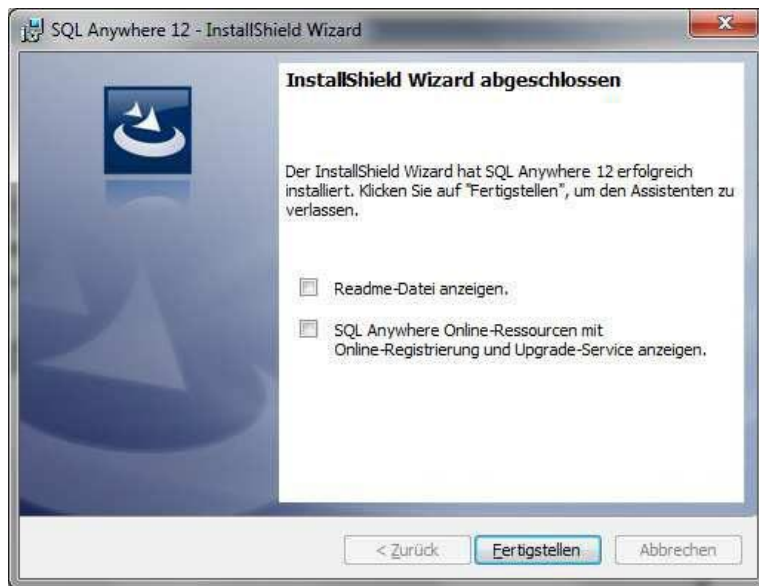 SQL Anywhere 12 - InstallShield Wizard
InstallShield Wizard abgeschlossen
Der InstallShield Wizard hat SQL Anywhere 12 erfolgreich
installiert. Klicken Sie auf "Fertigstellen", um den Assistenten zu
verlassen.
Readme-Datei anzeigen.
SQL Anywhere Online-Ressourcen mit
Online-Registrierung und Upgrade-Service anzeigen.
< Zurück Fertigstellen Abbrechen